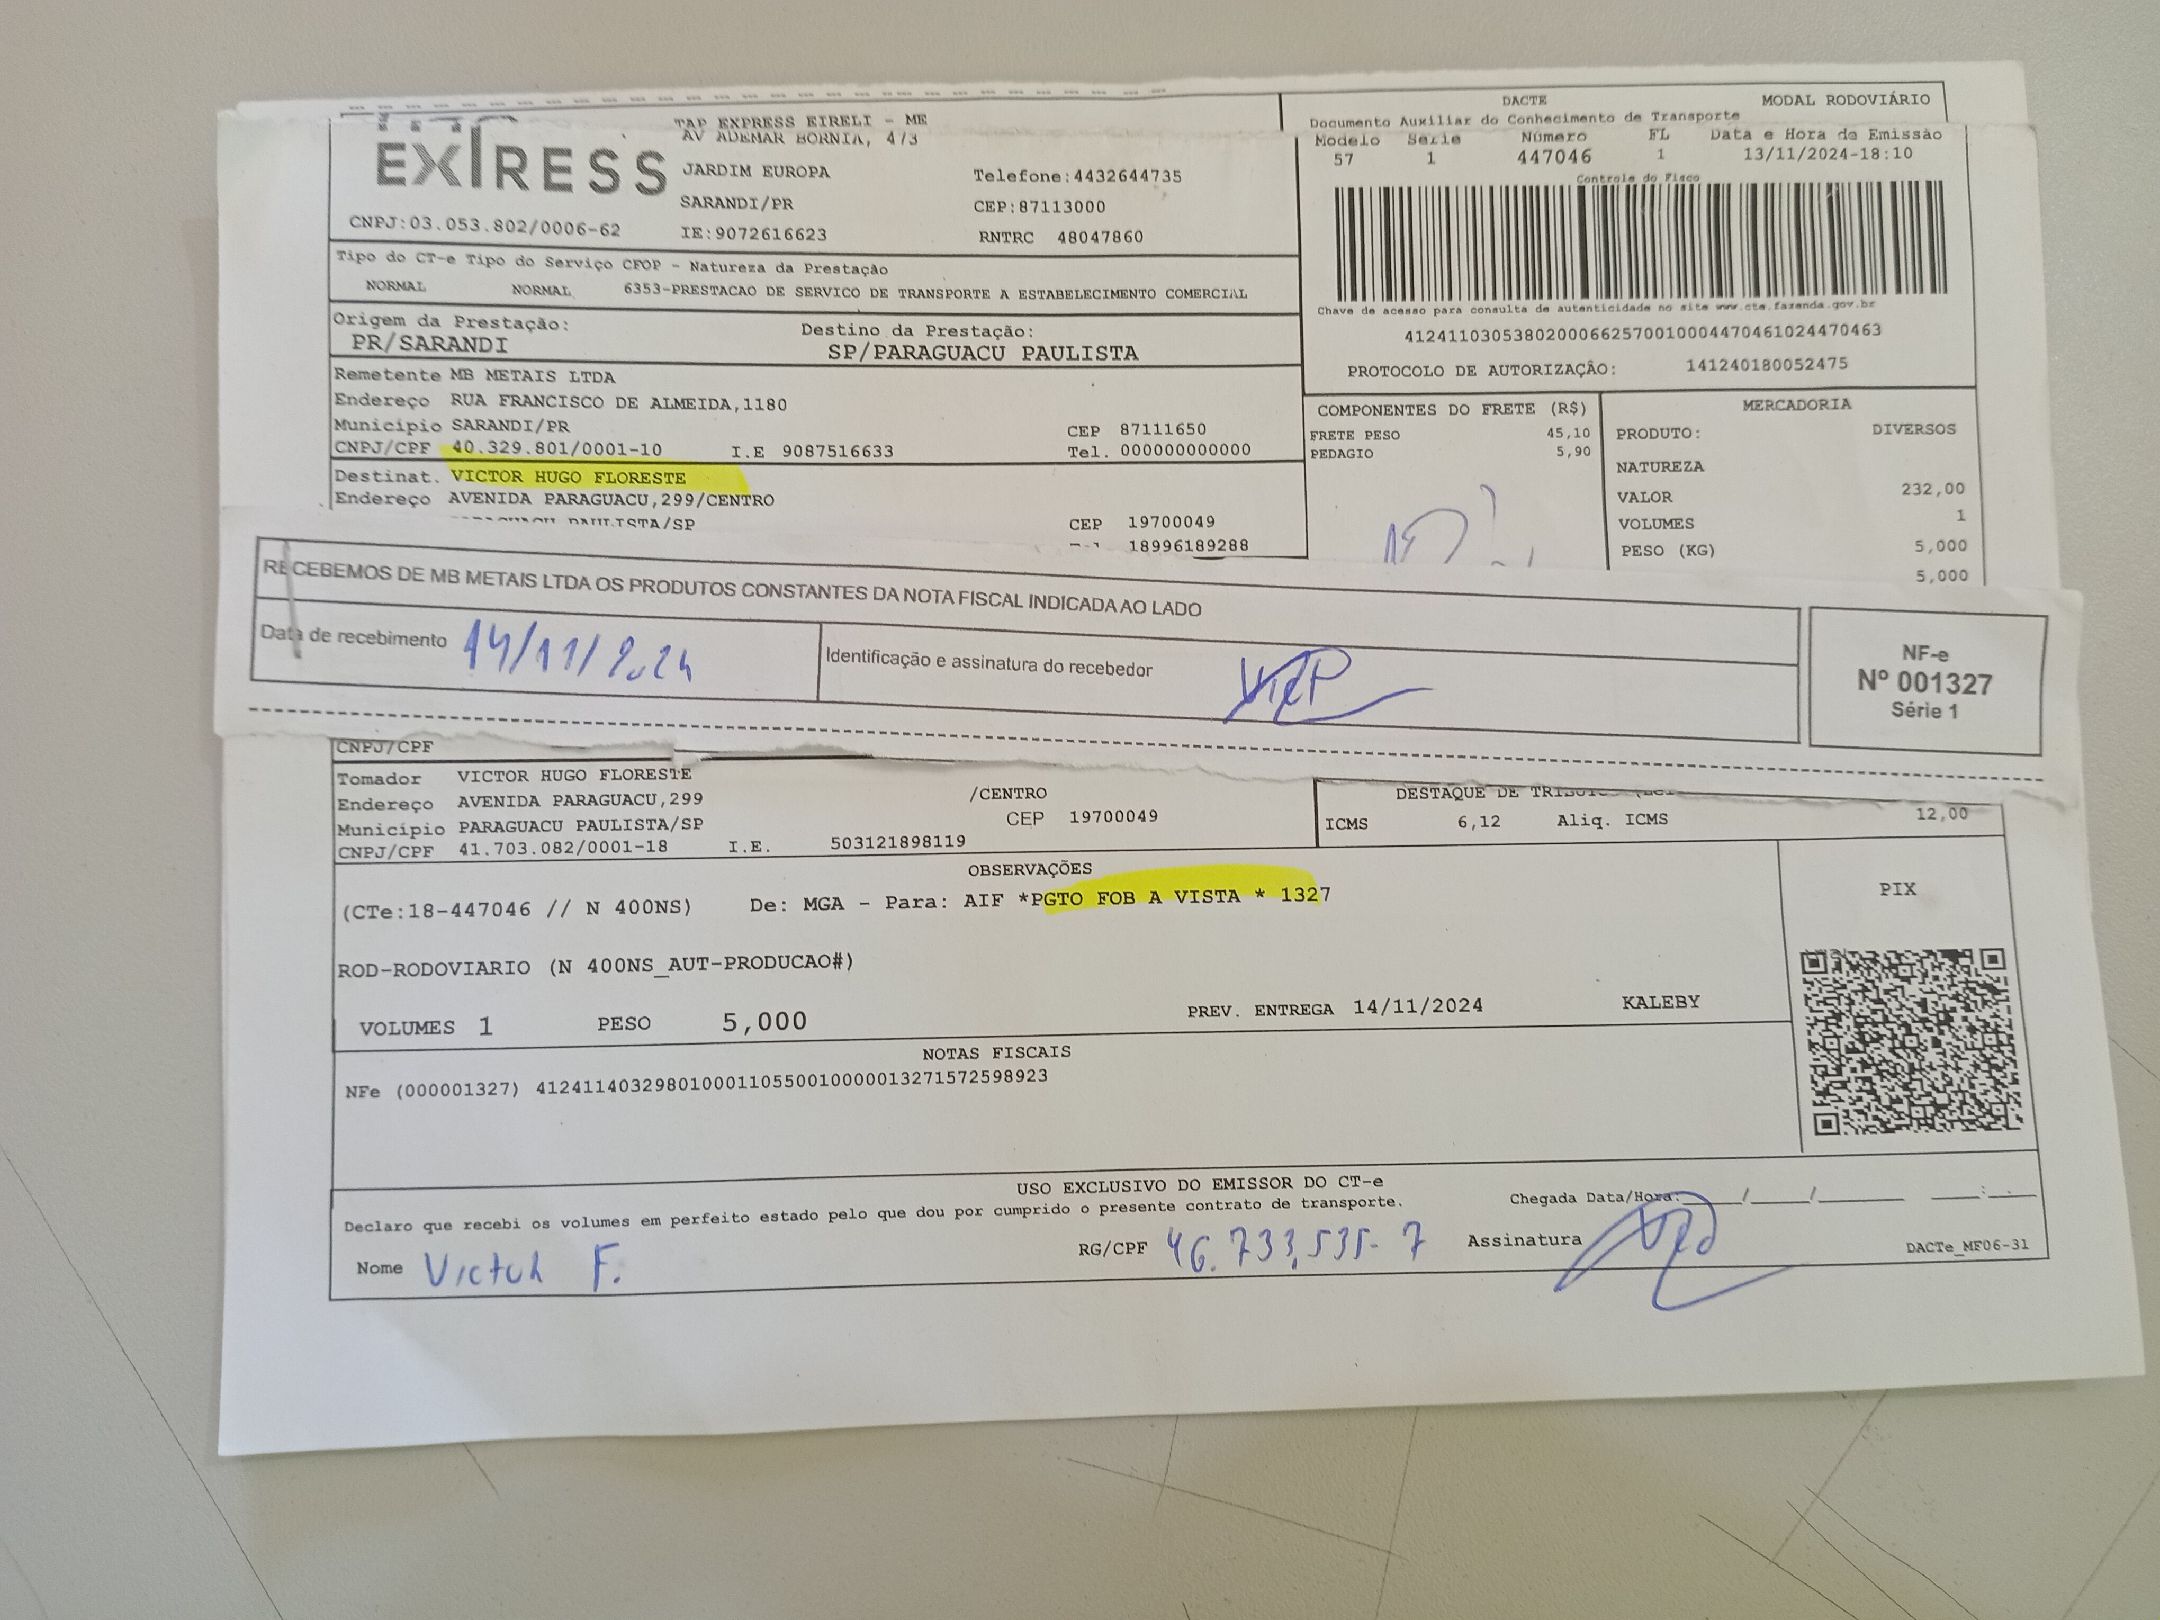 TAP EXPRESS EIRELI - ME
AV ADEMAR BORNIA, 473
EXPRESS
JARDIM EUROPA Telefone:4432644735
SARANDI/PR CEP:87113000
CNPJ:03.053.802/0006-62 IE:9072616623 RNTRC 48047860
DACTE MODAL RODOVIÁRIO
Documento Auxiliar do Conhecimento de Transporte
Modelo Serie Número FL Data e Hora da Emissão
57 1 447046 1 13/11/2024-18:10
Controle do Fisco
Chave de acesso para consulta de autenticidade no site www.cte.fazenda.gov.br
41241103053802000662570010004470461024470463
PROTOCOLO DE AUTORIZAÇÂO: 141240180052475
Tipo do CT-e Tipo do Serviço CFOP - Natureza da Prestação
NORMAL NORMAL 6353-PRESTACAO DE SERVICO DE TRANSPORTE A ESTABELECIMENTO COMERCIAL
Origem da Prestação: Destino da Prestação:
PR/SARANDI SP/PARAGUACU PAULISTA
Remetente MB METAIS LTDA
Endereço RUA FRANCISCO DE ALMEIDA,1180
Município SARANDI/PR CEP 87111650
CNPJ/CPF 40.329.801/0001-10 I.E 9087516633 Tel. 000000000000
Destinat. VICTOR HUGO FLORESTE
Endereço AVENIDA PARAGUACU,299/CENTRO
PAULISTA/SP CEP 19700049
18996189288
COMPONENTES DO FRETE (R$)
FRETE PESO 45,10
PEDAGIO 5,90
MERCADORIA
PRODUTO: DIVERSOS
NATUREZA
VALOR 232,00
VOLUMES 1
PESO (KG) 5,000
5,000
RECEBEMOS DE MB METAIS LTDA OS PRODUTOS CONSTANTES DA NOTA FISCAL INDICADA AO LADO
Data de recebimento 14/11/2024 Identificação e assinatura do recebedor
NF-e
Nº 001327
Série 1
CNPJ/CPF
Tomador VICTOR HUGO FLORESTE
Endereço AVENIDA PARAGUACU,299 /CENTRO
Município PARAGUACU PAULISTA/SP CEP 19700049
CNPJ/CPF 41.703.082/0001-18 I.E. 503121898119
DESTAQUE DE
ICMS 6,12 Aliq. ICMS 12,00
OBSERVAÇÕES
(CTe:18-447046 // N 400NS) De: MGA - Para: AIF *PGTO FOB A VISTA * 1327
ROD-RODOVIARIO (N 400NS_AUT-PRODUCAO#)
VOLUMES 1 PESO 5,000 PREV. ENTREGA 14/11/2024 KALEBY
PIX
NOTAS FISCAIS
NFe (000001327) 41241140329801000110550010000013271572598923
USO EXCLUSIVO DO EMISSOR DO CT-e
Declaro que recebi os volumes em perfeito estado pelo que dou por cumprido o presente contrato de transporte.
Chegada Data/Hora: __/__/____ __:__
Nome Victor F. RG/CPF 46.733.535-7 Assinatura
DACTe_MF06-31